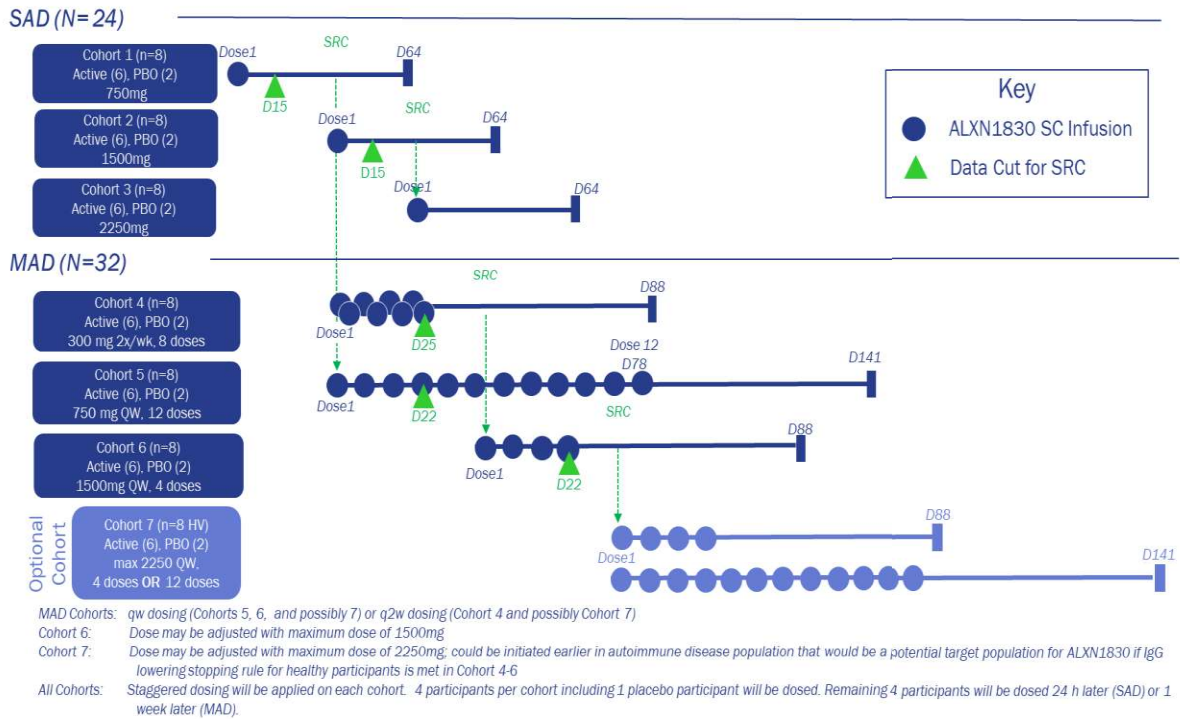 SAD (N=24)
Cohort 1 (n=8)
Active (6), PBO (2)
750mg
Dose1
SRC
D64
D15
Cohort 2 (n=8)
Active (6), PBO (2)
1500mg
Dose1
SRC
D64
D15
Cohort 3 (n=8)
Active (6), PBO (2)
2250mg
Dose1
D64
Key
ALXN1830 SC Infusion
Data Cut for SRC
MAD (N=32)
Cohort 4 (n=8)
Active (6), PBO (2)
300 mg 2x/wk, 8 doses
Dose1
SRC
D88
D25
Cohort 5 (n=8)
Active (6), PBO (2)
750 mg QW, 12 doses
Dose1
Dose 12
D78
D141
D22
Cohort 6 (n=8)
Active (6), PBO (2)
1500mg QW, 4 doses
Dose1
SRC
D88
D22
Optional
Cohort
Cohort 7 (n=8 HV)
Active (6), PBO (2)
max 2250 QW,
4 doses OR 12 doses
Dose1
D88
D141
MAD Cohorts: qw dosing (Cohorts 5, 6, and possibly 7) or q2w dosing (Cohort 4 and possibly Cohort 7)
Cohort 6: Dose may be adjusted with maximum dose of 1500mg
Cohort 7: Dose may be adjusted with maximum dose of 2250mg; could be initiated earlier in autoimmune disease population that would be a potential target population for ALXN1830 if IgG
lowering stopping rule for healthy participants is met in Cohort 4-6
All Cohorts: Staggered dosing will be applied on each cohort. 4 participants per cohort including 1 placebo participant will be dosed. Remaining 4 participants will be dosed 24 h later (SAD) or 1
week later (MAD).